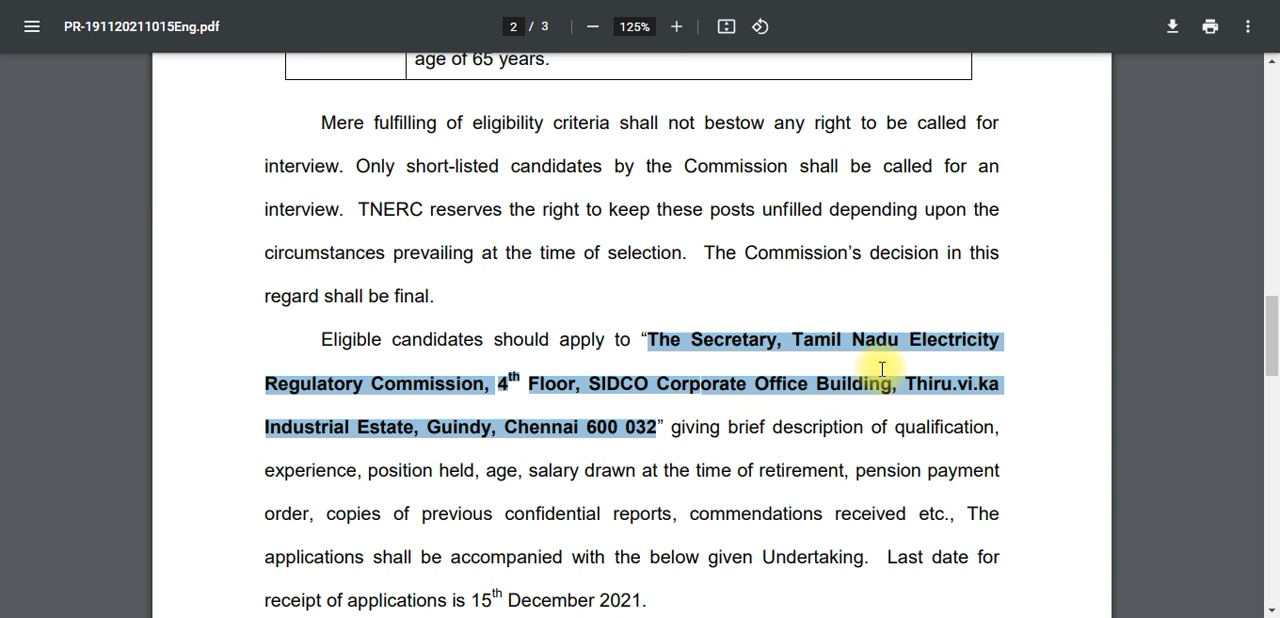 PR-191120211015Eng.pdf
2 / 3
125%
age of 65 years.
Mere fulfilling of eligibility criteria shall not bestow any right to be called for
interview. Only short-listed candidates by the Commission shall be called for an
interview. TNERC reserves the right to keep these posts unfilled depending upon the
circumstances prevailing at the time of selection. The Commission's decision in this
regard shall be final.
Eligible candidates should apply to “The Secretary, Tamil Nadu Electricity
Regulatory Commission, 4th Floor, SIDCO Corporate Office Building, Thiru.vi.ka
Industrial Estate, Guindy, Chennai 600 032” giving brief description of qualification,
experience, position held, age, salary drawn at the time of retirement, pension payment
order, copies of previous confidential reports, commendations received etc., The
applications shall be accompanied with the below given Undertaking. Last date for
receipt of applications is 15th December 2021.